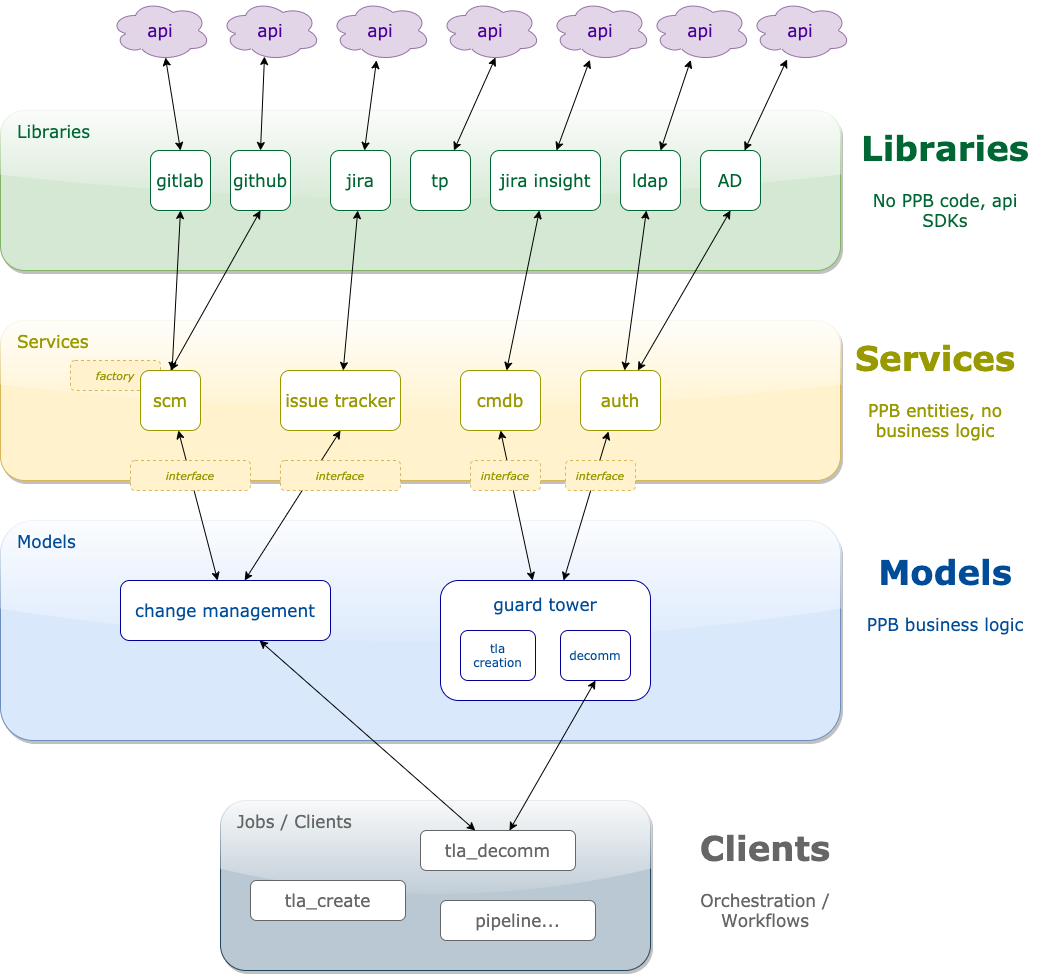 api
api
api
api
api
api
api
Libraries
Libraries
No PPB code, api
SDKs
gitlab
github
jira
tp
jira insight
ldap
AD
Services
Services
PPB entities, no
business logic
factory
scm
issue tracker
cmdb
auth
interface
interface
interface
interface
Models
Models
PPB business logic
change management
guard tower
tla
creation
decomm
Jobs / Clients
Clients
Orchestration /
Workflows
tla_decomm
tla_create
pipeline...